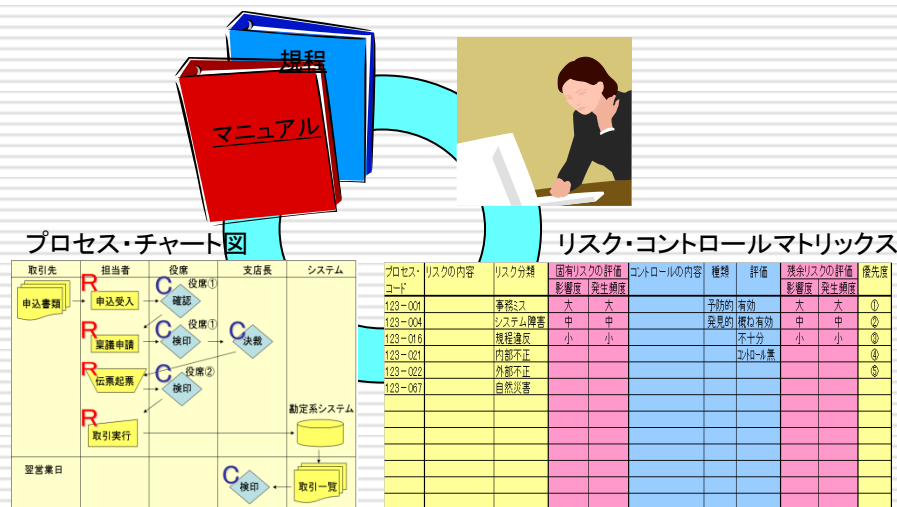 規程
マニュアル
プロセス・チャート図
リスク・コントロールマトリックス
取引先 担当者 役席 支店長 システム
申込書類 R 申込受入 C 役席① 確認
R 稟議申請 C 役席① 検印 C 決裁
R 伝票起票 C 役席② 検印
R 取引実行 勘定系システム
翌営業日 C 検印 取引一覧
プロセス・コード リスクの内容 リスク分類 固有リスクの評価 コントロールの内容 種類 評価 残余リスクの評価 優先度
影響度 発生頻度 影響度 発生頻度
123-001 事務ミス 大 大 予防的 有効 大 大 ①
123-004 システム障害 中 中 発見的 概ね有効 中 中 ②
123-016 規程違反 小 小 不十分 小 小 ③
123-021 内部不正 コントロール無 ④
123-022 外部不正 ⑤
123-067 自然災害